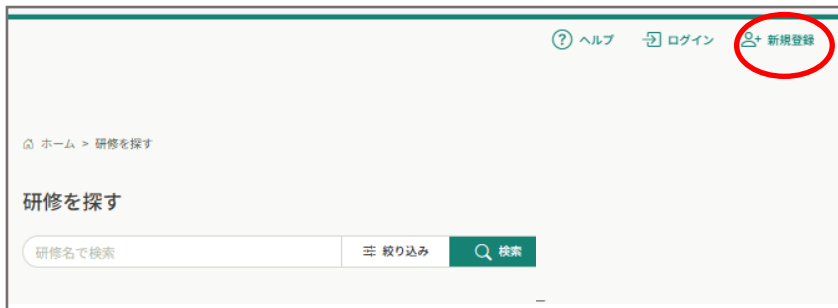 ヘルプ ログイン 新規登録
ホーム > 研修を探す
研修を探す
研修名で検索 絞り込み 検索